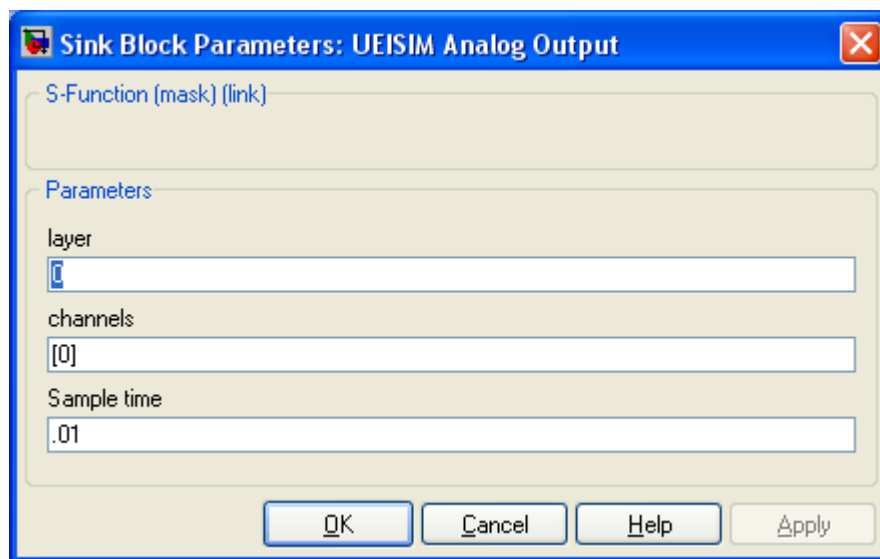 Sink Block Parameters: UEISIM Analog Output
S-Function (mask) (link)
Parameters
layer
0
channels
[0]
Sample time
.01
OK Cancel Help Apply